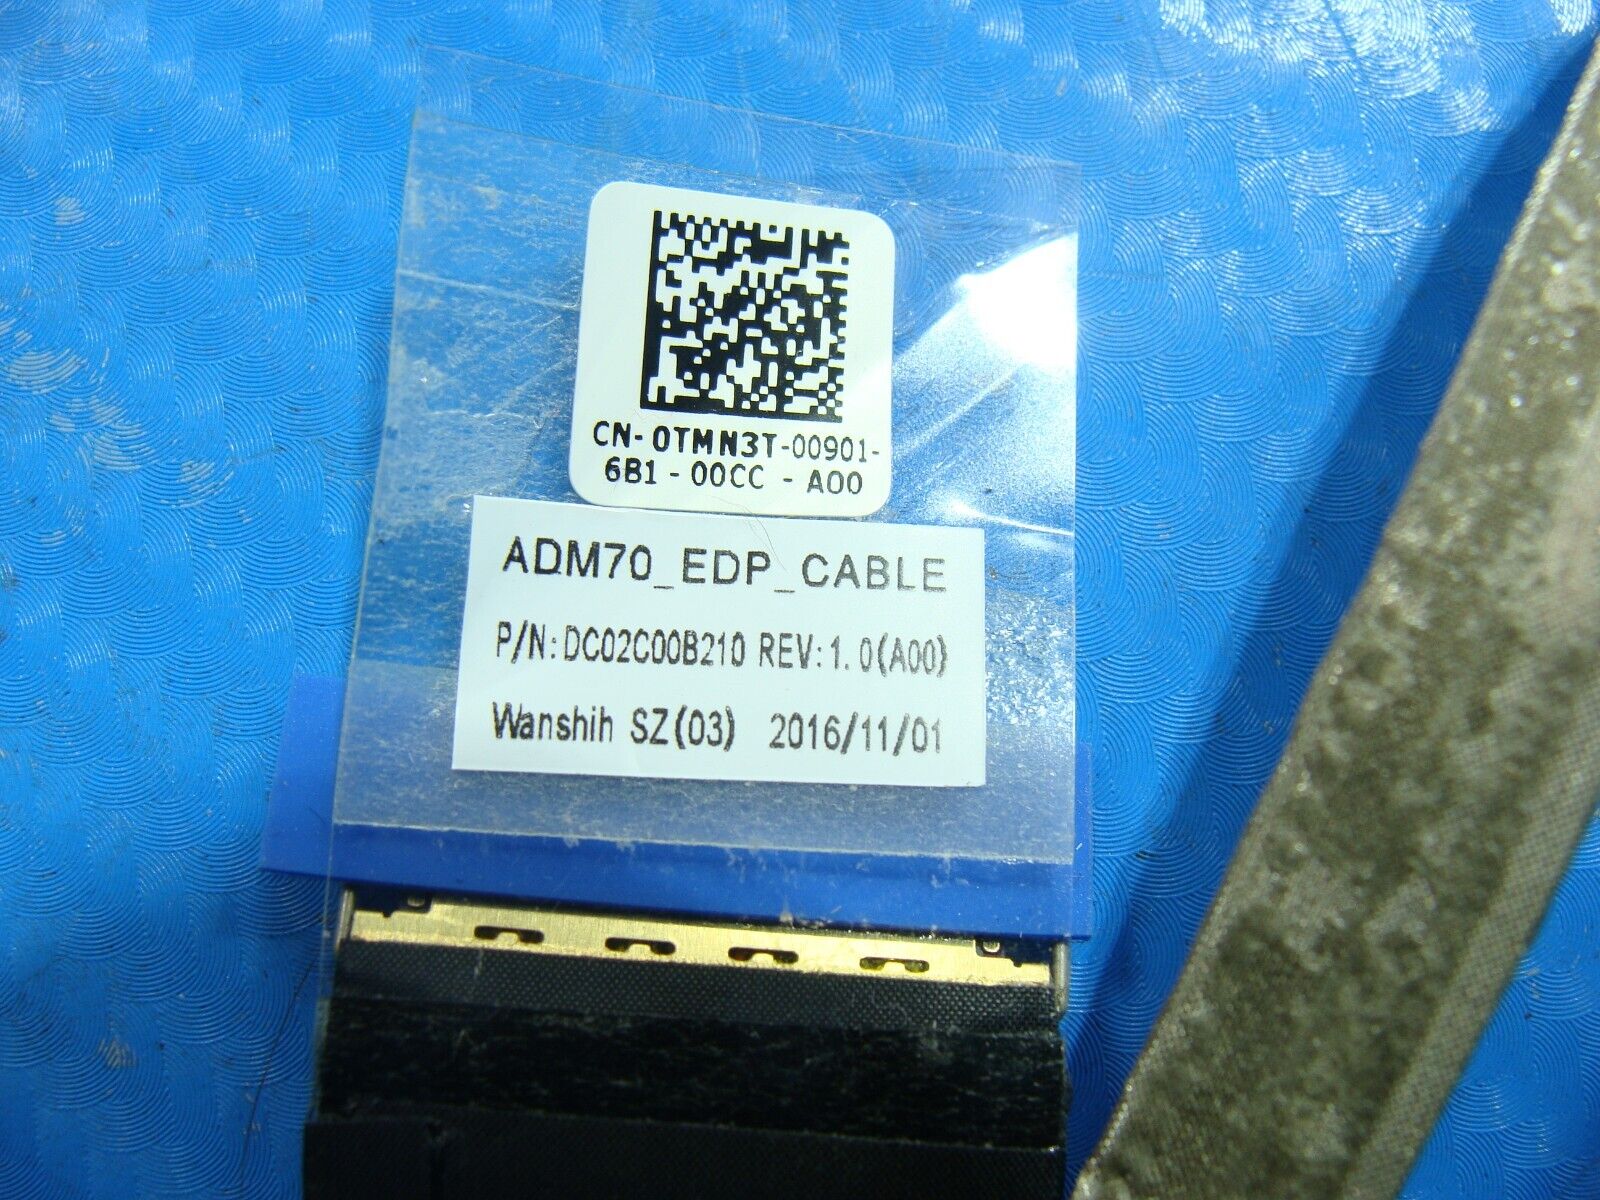 CN-0TMN3T-00901-
6B1-00CC-A00
ADM70_EDP_CABLE
P/N:DC02C00B210 REV:1.0(A00)
Wanshih SZ(03) 2016/11/01